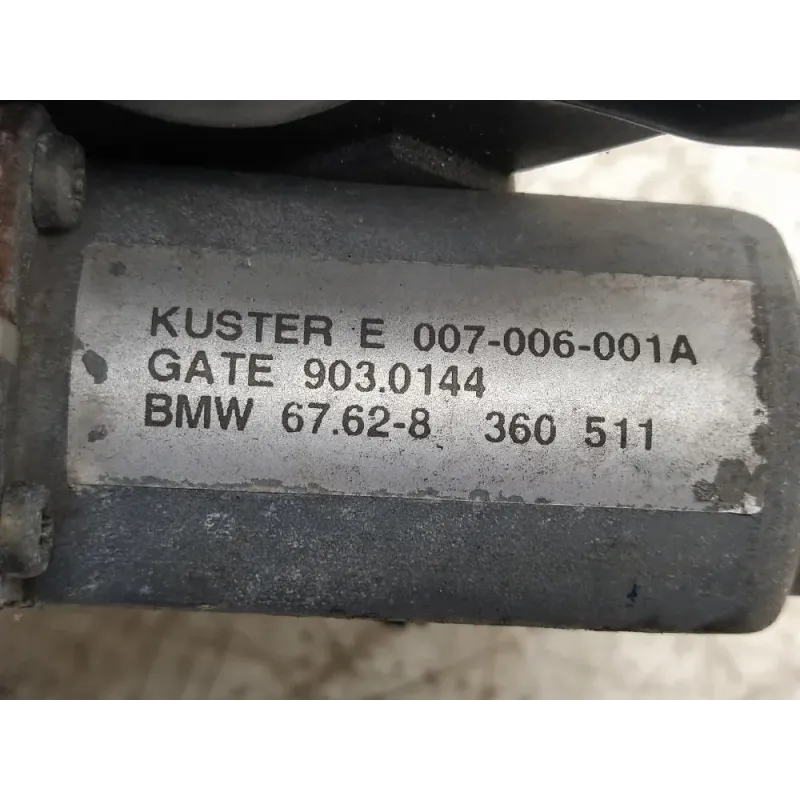 KUSTER E 007-006-001A
GATE 903.0144
BMW 67.62-8 360 511